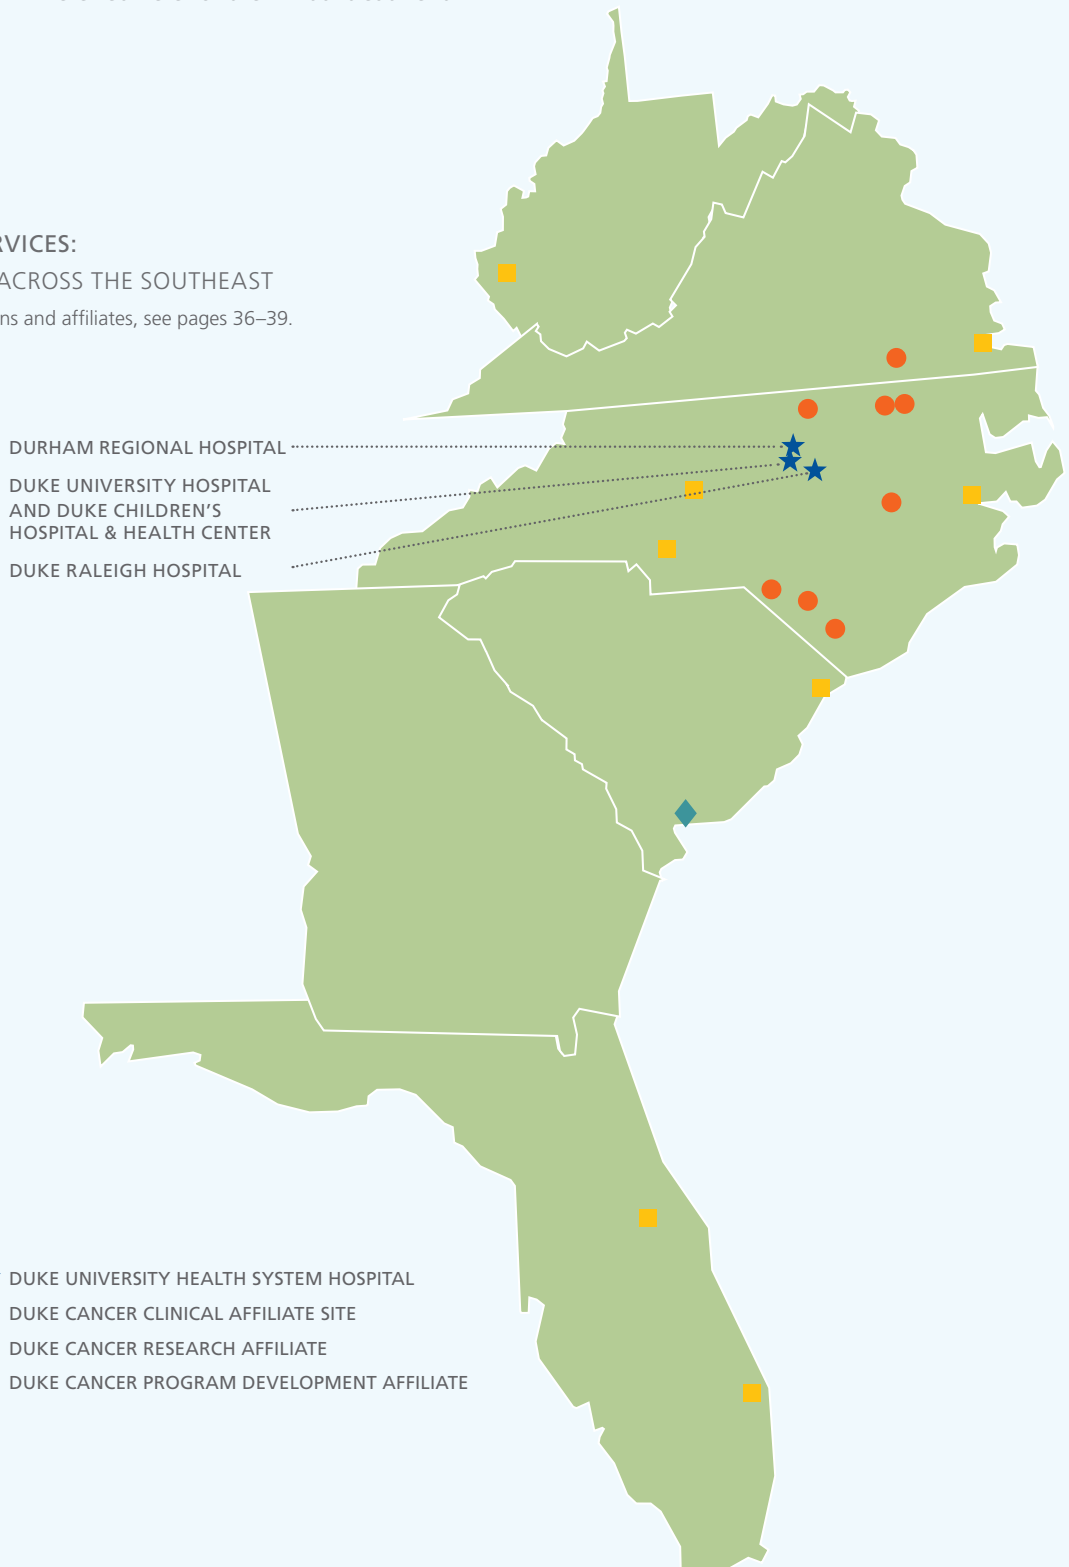 RVICES:
ACROSS THE SOUTHEAST
ns and affiliates, see pages 36–39.
DURHAM REGIONAL HOSPITAL
DUKE UNIVERSITY HOSPITAL
AND DUKE CHILDREN'S
HOSPITAL & HEALTH CENTER
DUKE RALEIGH HOSPITAL
DUKE UNIVERSITY HEALTH SYSTEM HOSPITAL
DUKE CANCER CLINICAL AFFILIATE SITE
DUKE CANCER RESEARCH AFFILIATE
DUKE CANCER PROGRAM DEVELOPMENT AFFILIATE